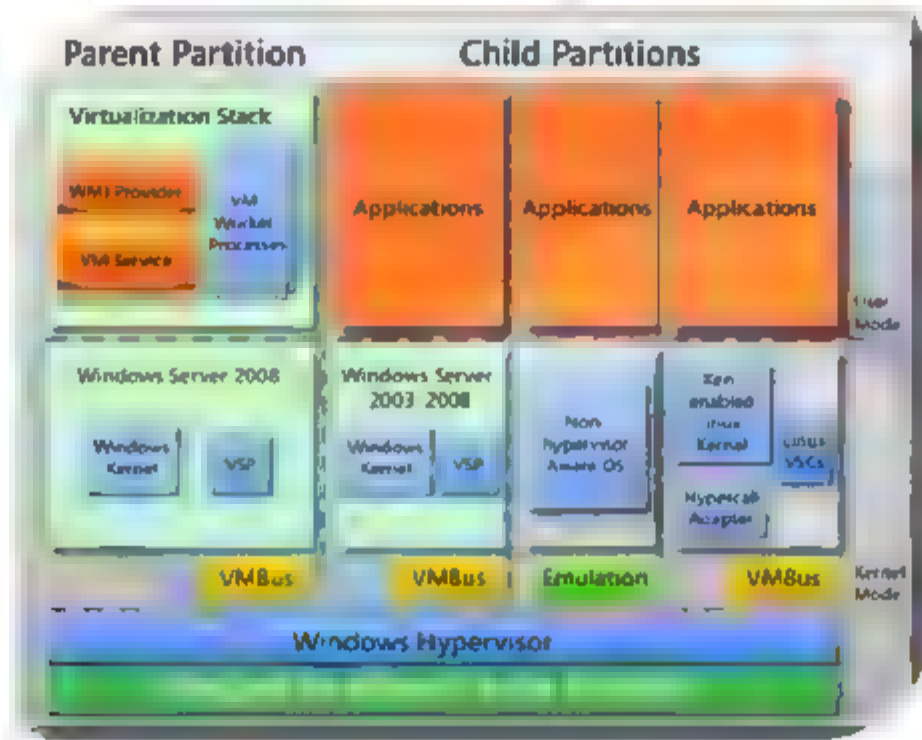 Parent Partition
Child Partitions
Virtualization Stack
WMI Provider
VM Service
VM
Worker
Processes
Applications
Applications
Applications
User
Mode
Windows Server 2008
Windows
Kernel
VSP
Windows Server
2003, 2008
Windows
Kernel
VSP
Non
hypervisor
Aware OS
Xen
enabled
Linux
Kernel
Linux
VSCs
Hypercall
Adapter
VMBus
VMBus
Emulation
VMBus
Kernel
Mode
Windows Hypervisor